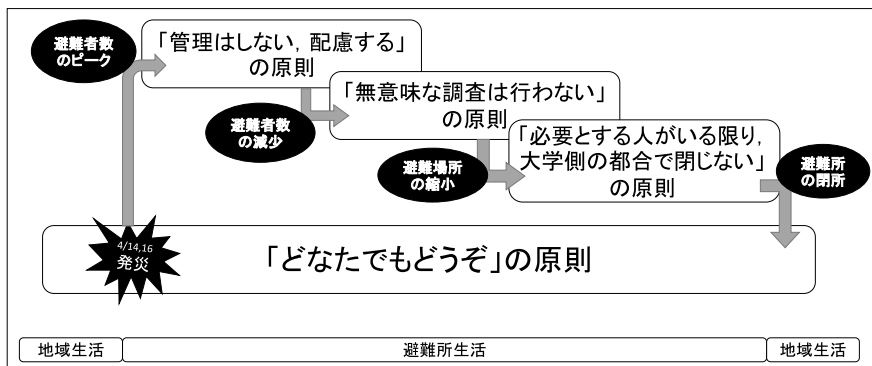 避難者数
のピーク
「管理はしない，配慮する」
の原則
避難者数
の減少
「無意味な調査は行わない」
の原則
避難場所
の縮小
「必要とする人がいる限り，
大学側の都合で閉じない」
の原則
避難所
の閉所
4/14,16
発災
「どなたでもどうぞ」の原則
地域生活
避難所生活
地域生活